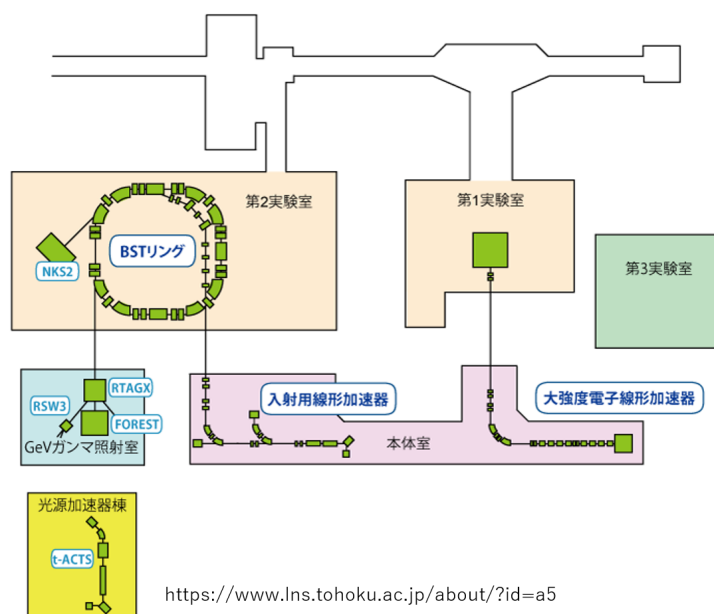 第2実験室
第1実験室
BSTリング
NKS2
第3実験室
RTAGX
RSW3
FOREST
GeVガンマ照射室
入射用線形加速器
大強度電子線形加速器
本体室
光源加速器棟
t-ACTS
https://www.lns.tohoku.ac.jp/about/?id=a5